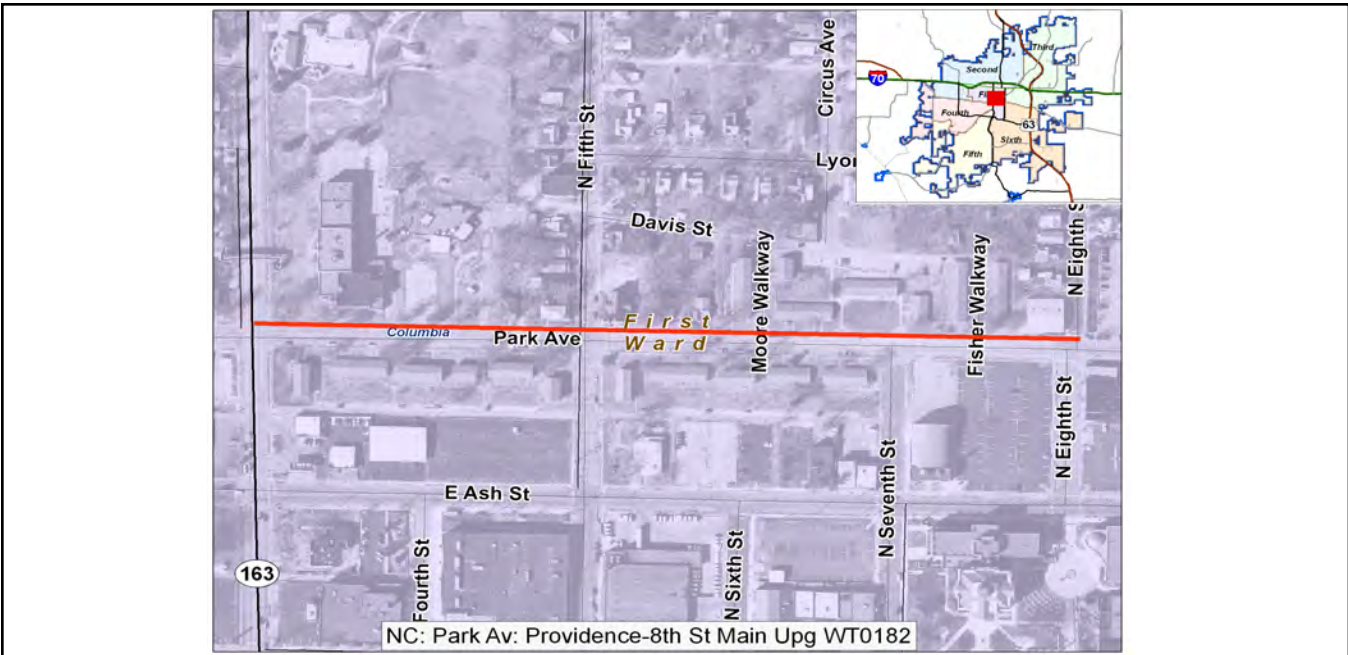 Circus Ave
Third
Second
70
Fi
Fourth
63
Sixth
Fifth
N Fifth St
Lyon
Davis St
Moore Walkway
Fisher Walkway
N Eighth S
First
Ward
Columbia
Park Ave
N Eighth St
N Seventh St
E Ash St
Fourth St
N Sixth St
163
NC: Park Av: Providence-8th St Main Upg WT0182